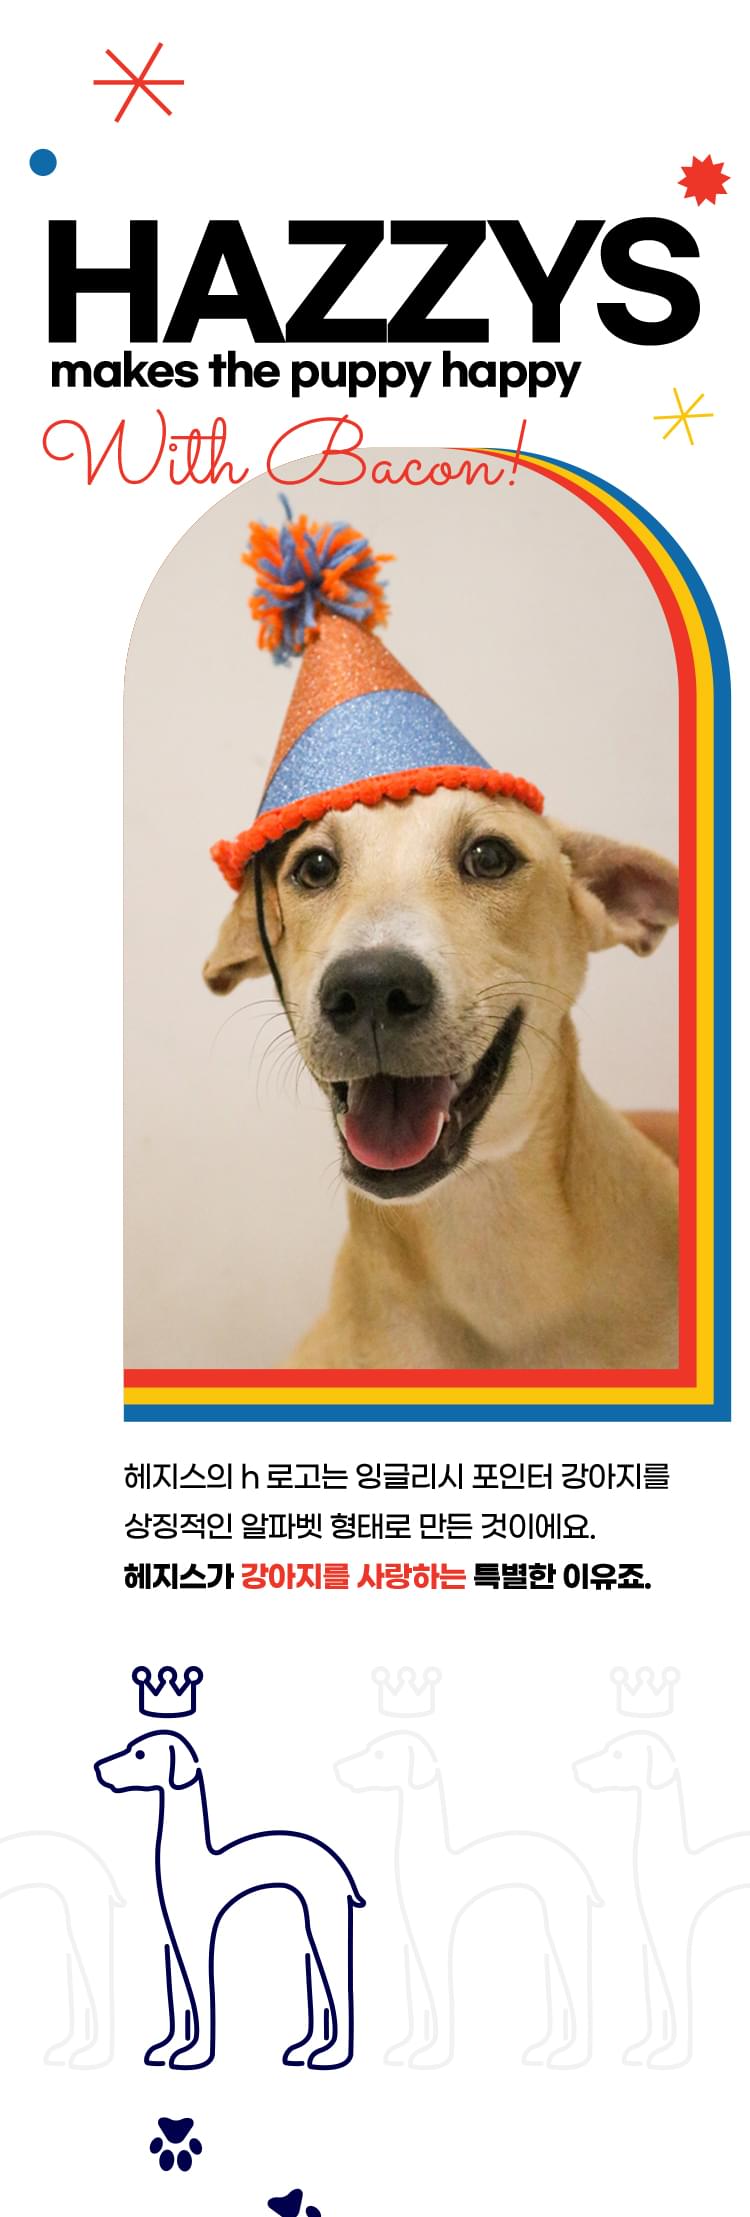 HAZZYS
makes the puppy happy
With Bacon!
헤지스의 h 로고는 잉글리시 포인터 강아지를
상징적인 알파벳 형태로 만든 것이에요.
헤지스가 강아지를 사랑하는 특별한 이유죠.